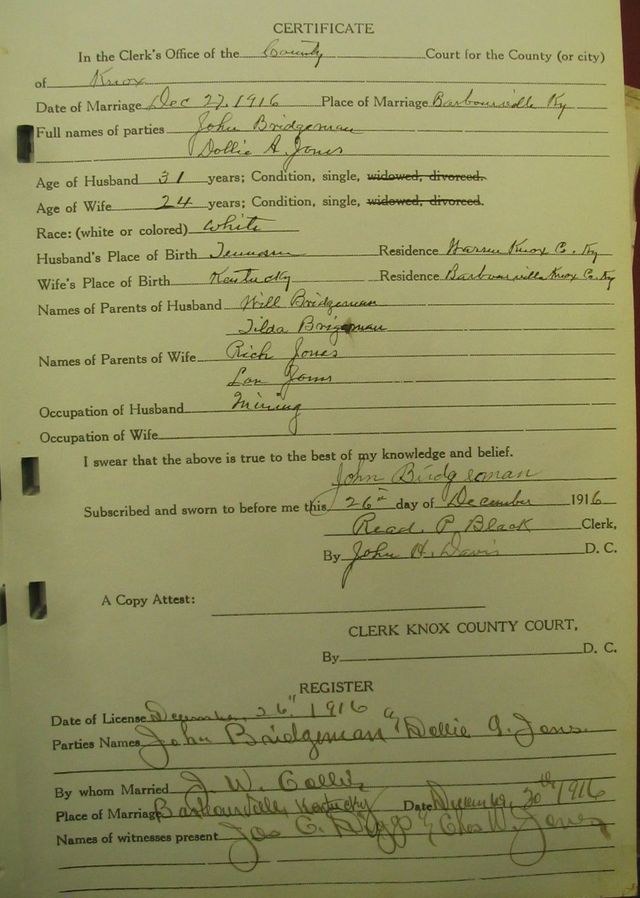 CERTIFICATE
In the Clerk's Office of the County Court for the County (or city)
of Knox
Date of Marriage Dec 27, 1916 Place of Marriage Barbourville Ky
Full names of parties John Bridgeman
Dollie A. Jones
Age of Husband 31 years; Condition, single, widowed, divorced.
Age of Wife 24 years; Condition, single, widowed, divorced.
Race: (white or colored) White
Husband's Place of Birth Residence Warren Knox Co. Ky
Wife's Place of Birth Kentucky Residence Barbourville Knox Co. Ky
Names of Parents of Husband Will Bridgeman
Tilda Brigeman
Names of Parents of Wife Rich Jones
Occupation of Husband Mining
Occupation of Wife
I swear that the above is true to the best of my knowledge and belief.
John Bridgeman
Subscribed and sworn to before me this 26th day of December 1916
Read P. Black Clerk,
By John H. Davis D. C.
A Copy Attest:
CLERK KNOX COUNTY COURT,
By D. C.
REGISTER
Date of License December 26" 1916
Parties Names John Bridgeman & Dollie
By whom Married J. W.
Place of Marriage Barbourville Kentucky Date 1916
Names of witnesses present Jas & Chas W. Jones